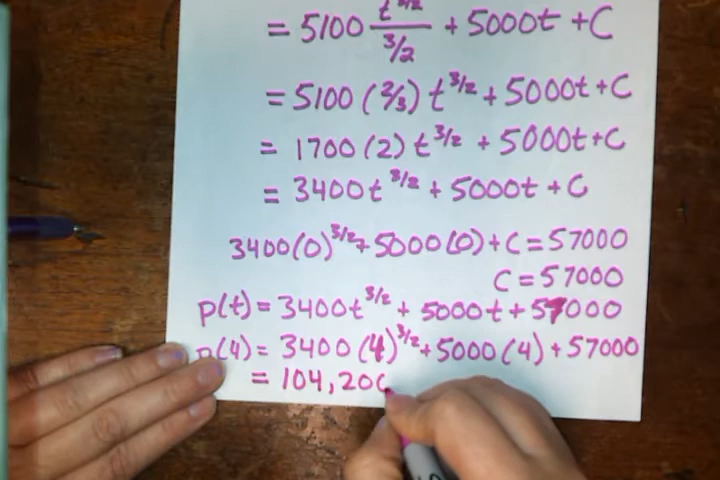 = 5100 t^3/2 / 3/2 + 5000t + C
= 5100 (2/3) t^3/2 + 5000t + C
= 1700 (2) t^3/2 + 5000t + C
= 3400t^3/2 + 5000t + C
3400(0)^3/2 + 5000(0) + C = 57000
C = 57000
p(t) = 3400t^3/2 + 5000t + 57000
p(4) = 3400(4)^3/2 + 5000(4) + 57000
= 104,200